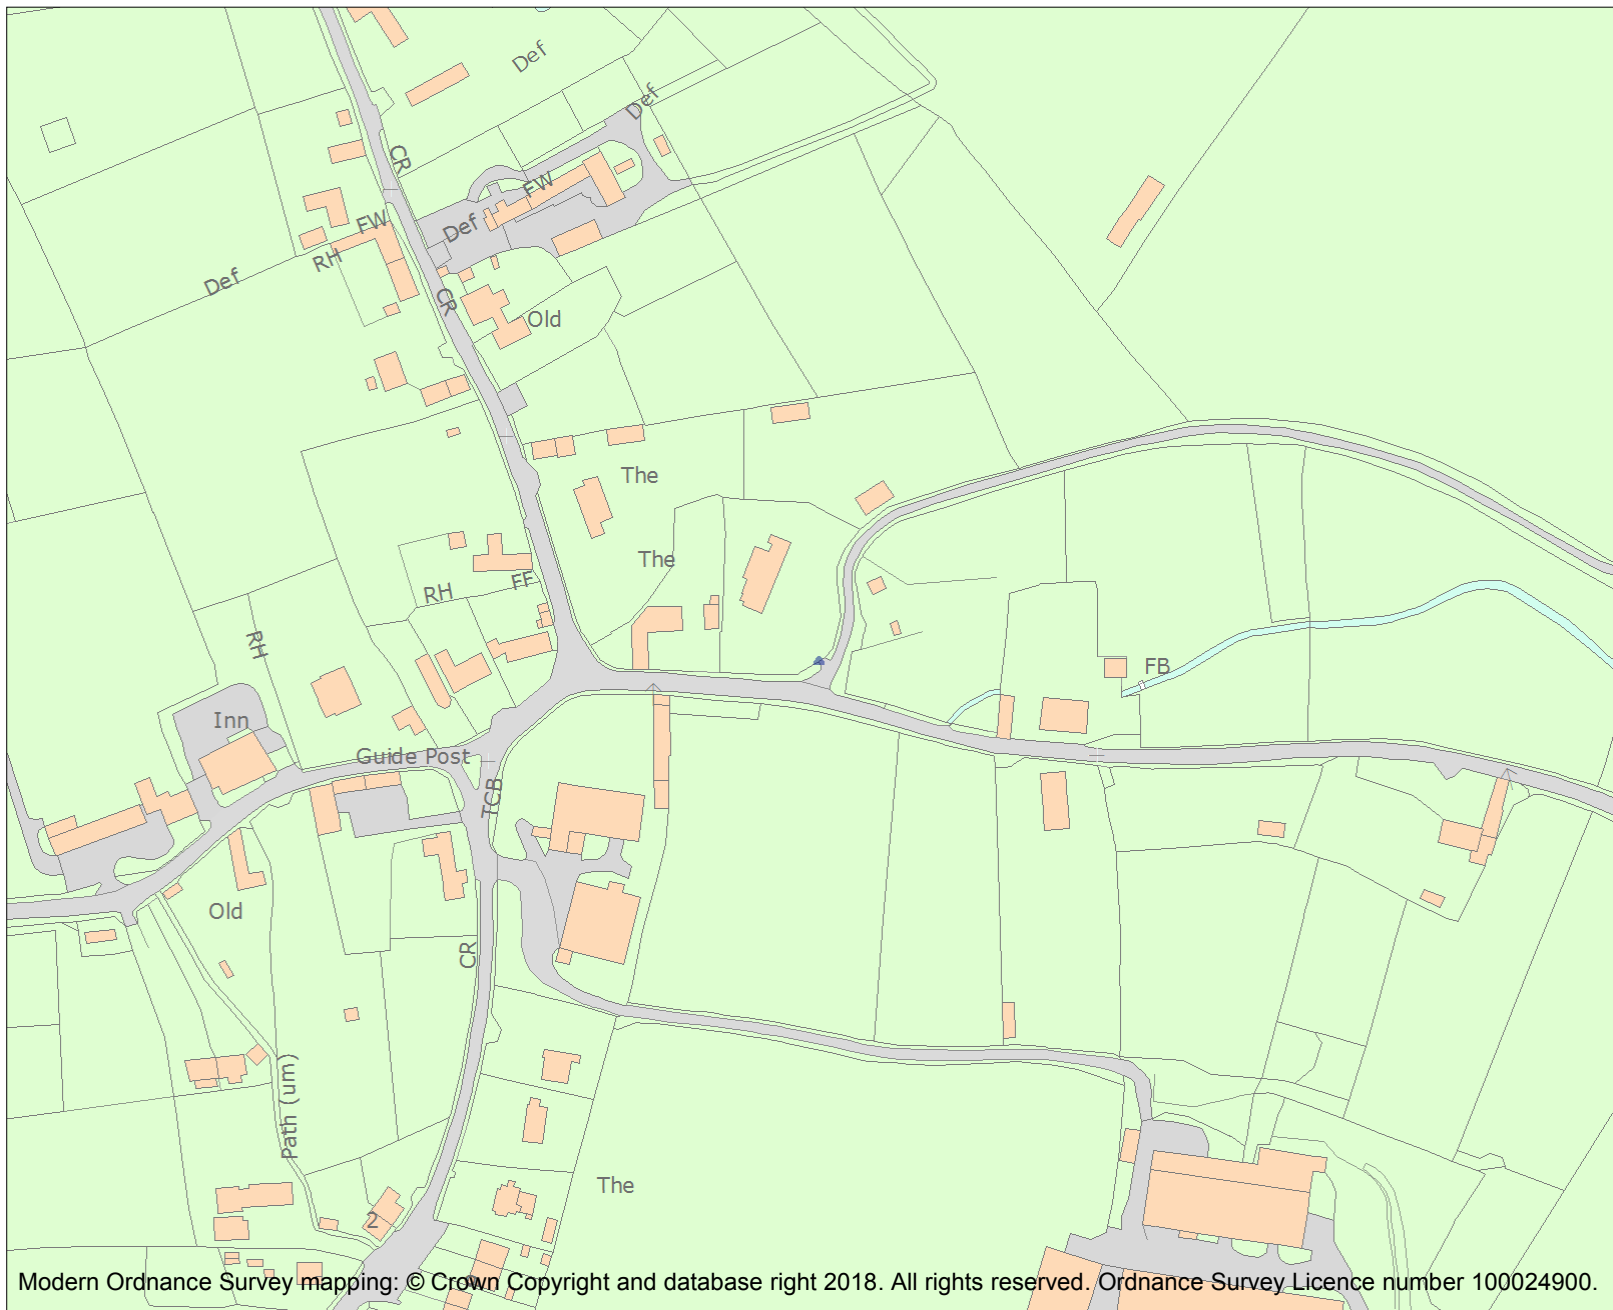 Def
Def
CR
FW
Def
FW
RH
Def
CR
Old
The
The
FF
RH
RH
FB
Inn
Guide Post
TCB
Old
CR
Path (um)
The
2
Modern Ordnance Survey mapping: © Crown Copyright and database right 2018. All rights reserved. Ordnance Survey Licence number 100024900.